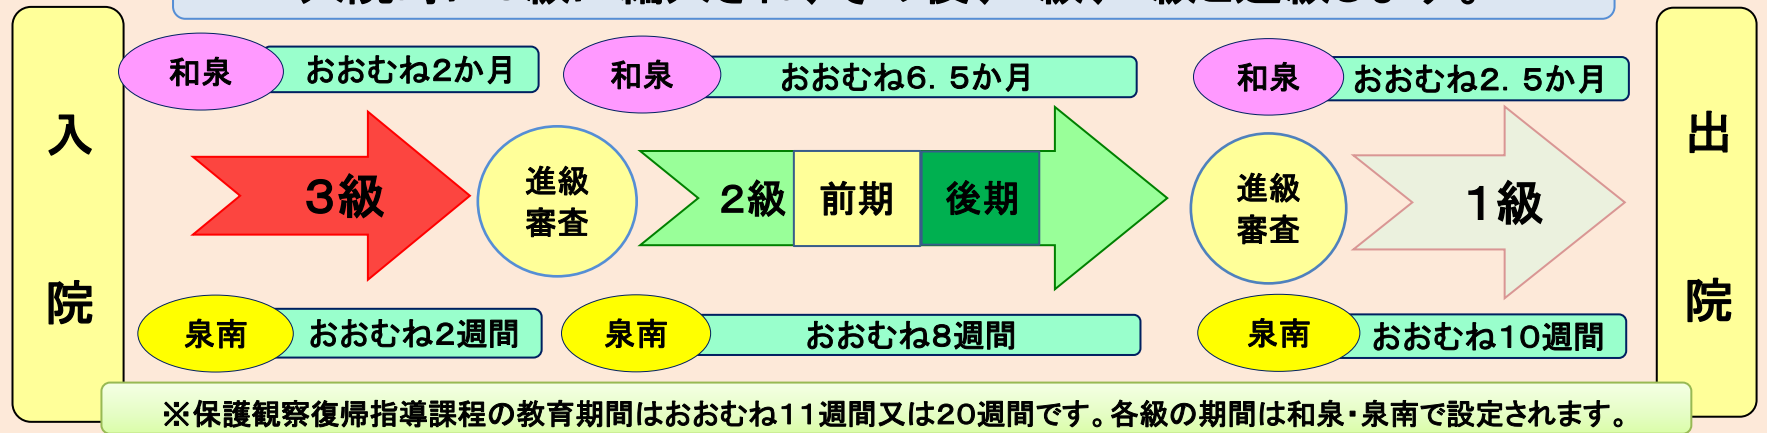 入院
和泉 おおむね2か月
和泉 おおむね6.5か月
和泉 おおむね2.5か月
3級
進級
審査
2級 前期 後期
進級
審査
1級
泉南 おおむね2週間
泉南 おおむね8週間
泉南 おおむね10週間
出院
※保護観察復帰指導課程の教育期間はおおむね11週間又は20週間です。各級の期間は和泉・泉南で設定されます。